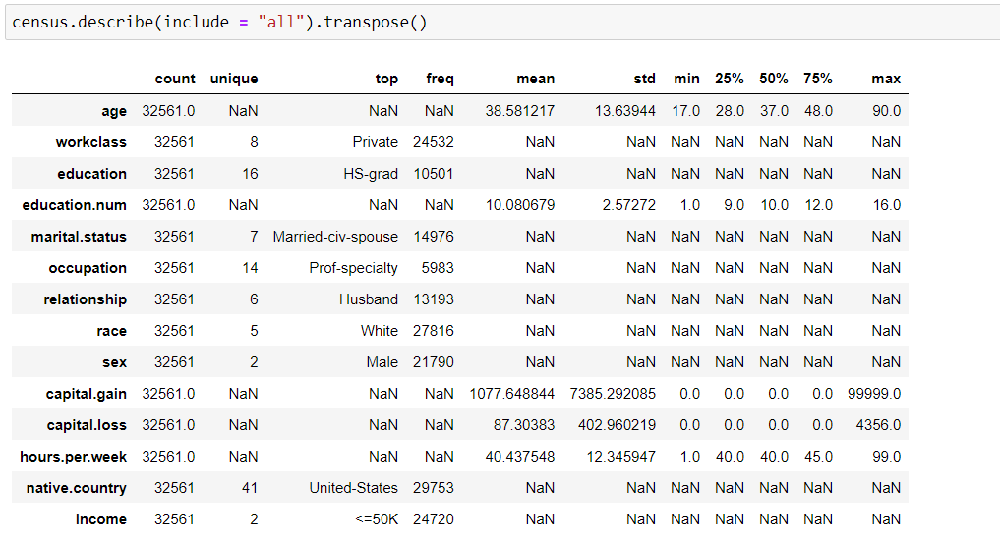 census.describe(include = "all").transpose()
count unique top freq mean std min 25% 50% 75% max
age 32561.0 NaN NaN NaN 38.581217 13.63944 17.0 28.0 37.0 48.0 90.0
workclass 32561 8 Private 24532 NaN NaN NaN NaN NaN NaN NaN
education 32561 16 HS-grad 10501 NaN NaN NaN NaN NaN NaN NaN
education.num 32561.0 NaN NaN NaN 10.080679 2.57272 1.0 9.0 10.0 12.0 16.0
marital.status 32561 7 Married-civ-spouse 14976 NaN NaN NaN NaN NaN NaN NaN
occupation 32561 14 Prof-specialty 5983 NaN NaN NaN NaN NaN NaN NaN
relationship 32561 6 Husband 13193 NaN NaN NaN NaN NaN NaN NaN
race 32561 5 White 27816 NaN NaN NaN NaN NaN NaN NaN
sex 32561 2 Male 21790 NaN NaN NaN NaN NaN NaN NaN
capital.gain 32561.0 NaN NaN NaN 1077.648844 7385.292085 0.0 0.0 0.0 0.0 99999.0
capital.loss 32561.0 NaN NaN NaN 87.30383 402.960219 0.0 0.0 0.0 0.0 4356.0
hours.per.week 32561.0 NaN NaN NaN 40.437548 12.345947 1.0 40.0 40.0 45.0 99.0
native.country 32561 41 United-States 29753 NaN NaN NaN NaN NaN NaN NaN
income 32561 2 <=50K 24720 NaN NaN NaN NaN NaN NaN NaN